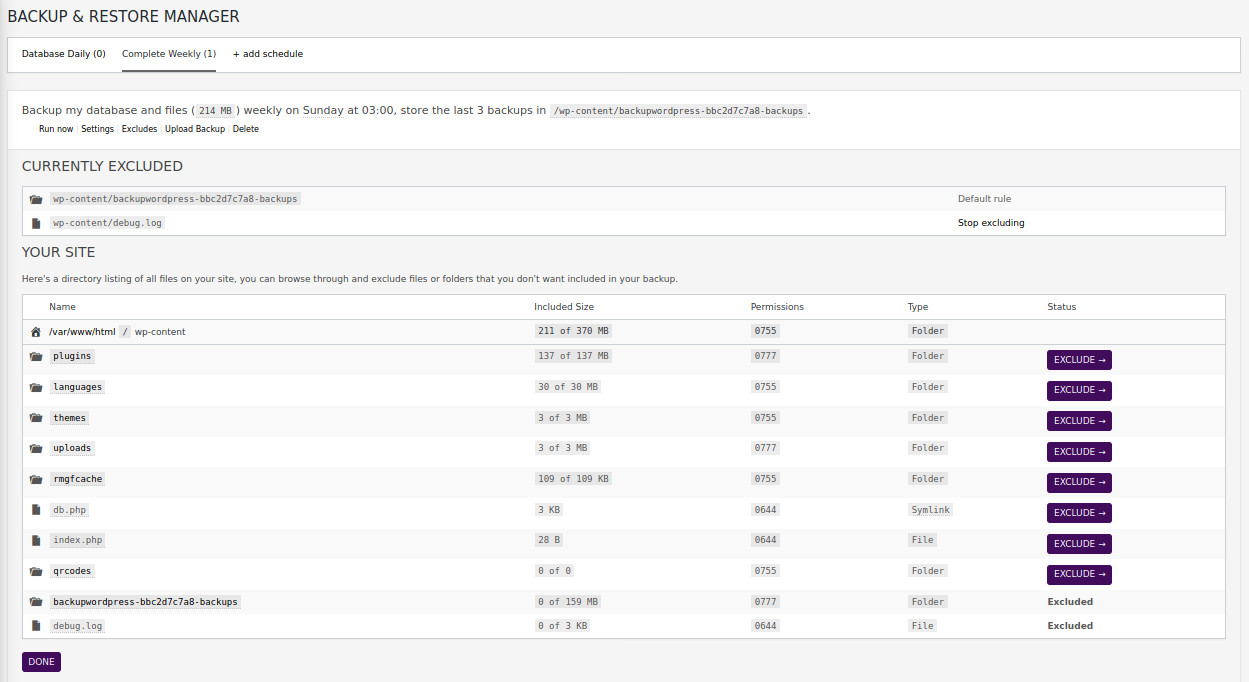 BACKUP & RESTORE MANAGER
Database Daily (0) Complete Weekly (1) + add schedule
Backup my database and files ( 214 MB ) weekly on Sunday at 03:00, store the last 3 backups in /wp-content/backupwordpress-bbc2d7c7a8-backups .
Run now | Settings | Excludes | Upload Backup | Delete
CURRENTLY EXCLUDED
wp-content/backupwordpress-bbc2d7c7a8-backups Default rule
wp-content/debug.log Stop excluding
YOUR SITE
Here's a directory listing of all files on your site, you can browse through and exclude files or folders that you don't want included in your backup.
Name Included Size Permissions Type Status
/var/www/html / wp-content 211 of 370 MB 0755 Folder
plugins 137 of 137 MB 0777 Folder EXCLUDE →
languages 30 of 30 MB 0755 Folder EXCLUDE →
themes 3 of 3 MB 0755 Folder EXCLUDE →
uploads 3 of 3 MB 0777 Folder EXCLUDE →
rmgfcache 109 of 109 KB 0755 Folder EXCLUDE →
db.php 3 KB 0644 Symlink EXCLUDE →
index.php 28 B 0644 File EXCLUDE →
qrcodes 0 of 0 0755 Folder EXCLUDE →
backupwordpress-bbc2d7c7a8-backups 0 of 159 MB 0777 Folder Excluded
debug.log 0 of 3 KB 0644 File Excluded
DONE